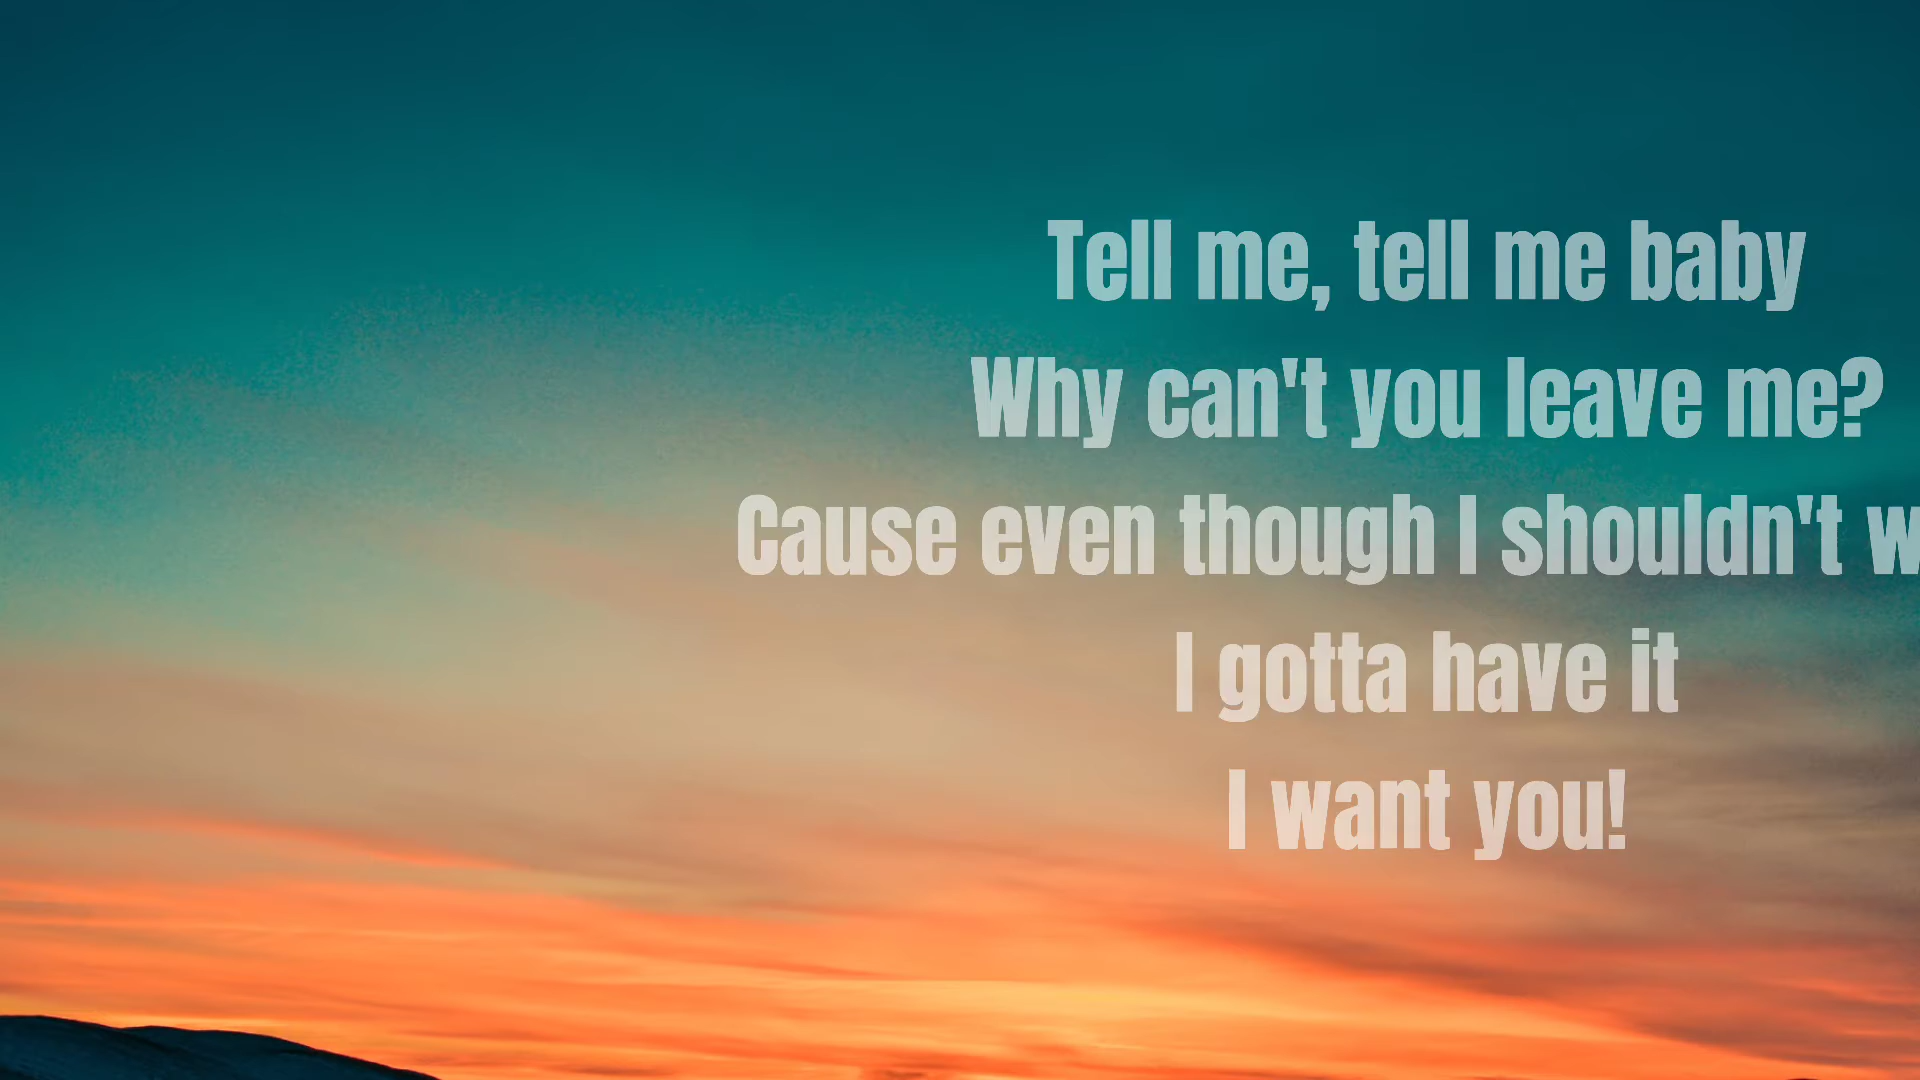 Tell me, tell me baby
Why can't you leave me?
Cause even though I shouldn't w
I gotta have it
I want you!